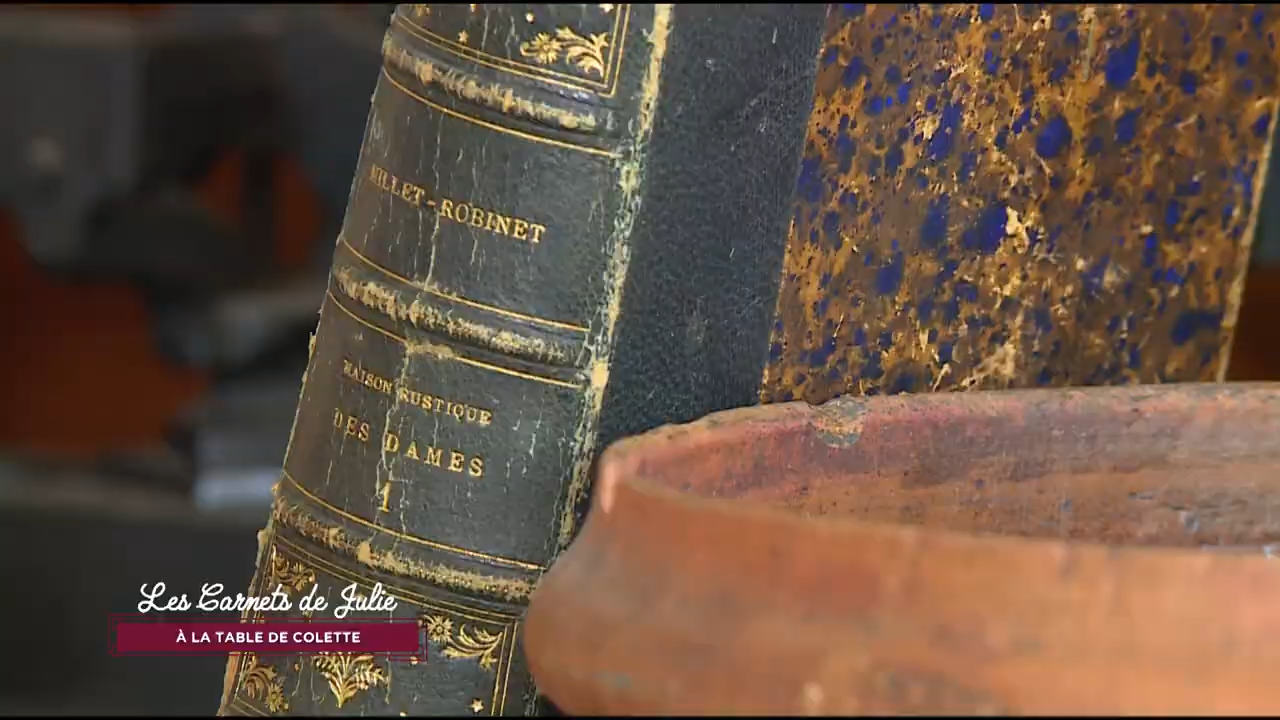 MILLET-ROBINET
MAISON RUSTIQUE
DES DAMES
1
Les Carnets de Julie
À LA TABLE DE COLETTE